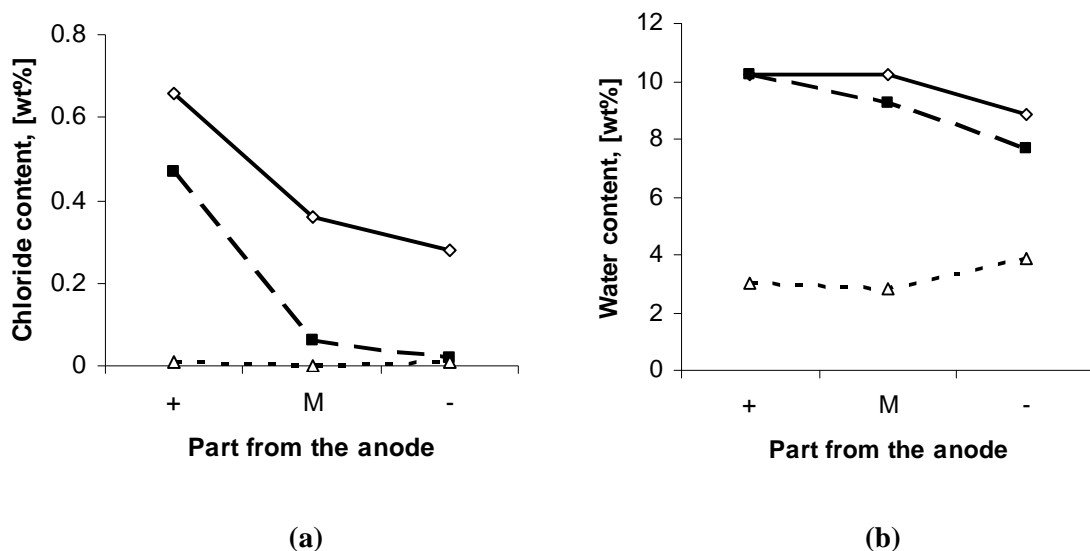 Chloride content, [wt%]
0.8
0.6
0.4
0.2
0
+ M -
Part from the anode
(a)
Water content, [wt%]
12
10
8
6
4
2
0
+ M -
Part from the anode
(b)